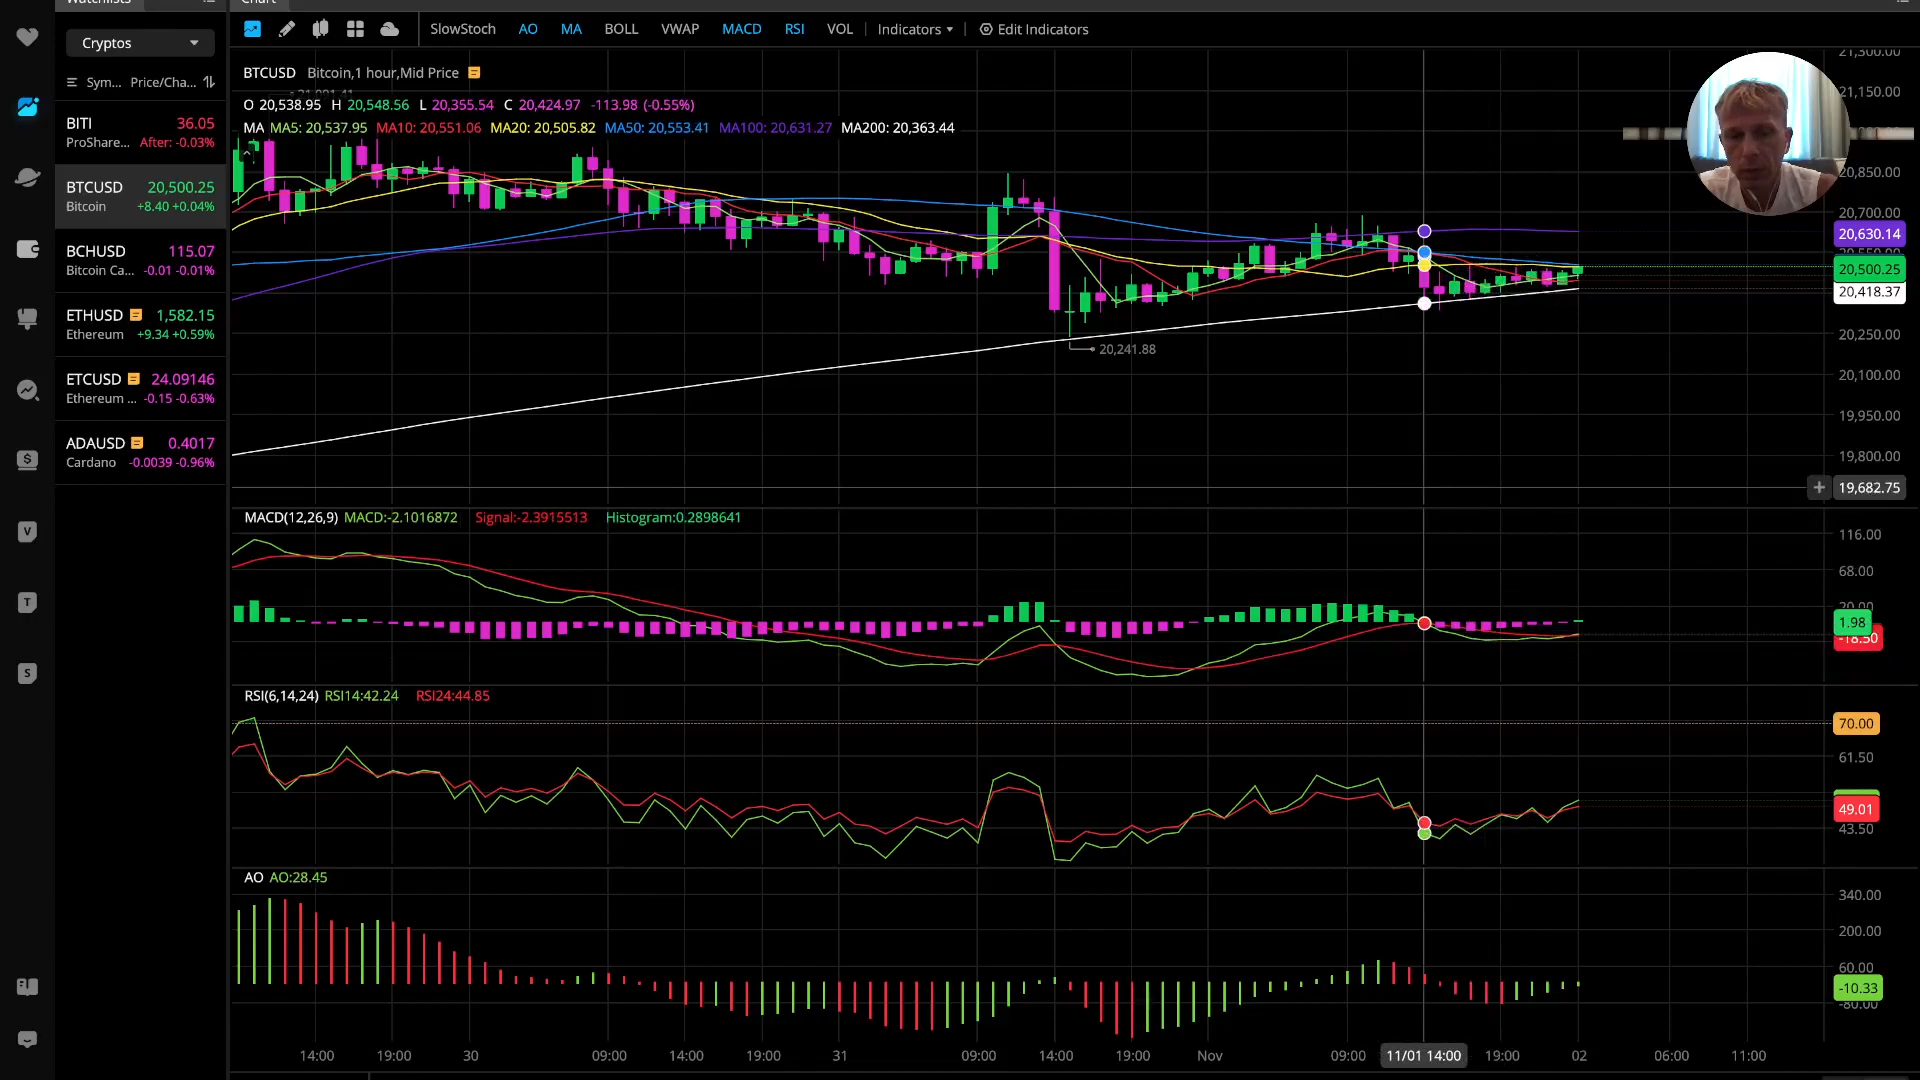 Watchlists
Chart
Cryptos
Sym... Price/Cha...
BITI 36.05
ProShare... After: -0.03%
BTCUSD 20,500.25
Bitcoin +8.40 +0.04%
BCHUSD 115.07
Bitcoin Ca... -0.01 -0.01%
ETHUSD 1,582.15
Ethereum +9.34 +0.59%
ETCUSD 24.09146
Ethereum ... -0.15 -0.63%
ADAUSD 0.4017
Cardano -0.0039 -0.96%
SlowStoch AO MA BOLL VWAP MACD RSI VOL Indicators Edit Indicators
BTCUSD Bitcoin,1 hour,Mid Price
O 20,538.95 H 20,548.56 L 20,355.54 C 20,424.97 -113.98 (-0.55%)
MA MA5: 20,537.95 MA10: 20,551.06 MA20: 20,505.82 MA50: 20,553.41 MA100: 20,631.27 MA200: 20,363.44
20,241.88
21,300.00
21,150.00
20,850.00
20,700.00
20,630.14
20,500.25
20,418.37
20,250.00
20,100.00
19,950.00
19,800.00
+ 19,682.75
MACD(12,26,9) MACD:-2.1016872 Signal:-2.3915513 Histogram:0.2898641
116.00
68.00
20.00
1.98
-18.50
RSI(6,14,24) RSI14:42.24 RSI24:44.85
70.00
61.50
49.01
43.50
AO AO:28.45
340.00
200.00
60.00
-10.33
-80.00
14:00 19:00 30 09:00 14:00 19:00 31 09:00 14:00 19:00 Nov 09:00 11/01 14:00 19:00 02 06:00 11:00
$
V
T
S